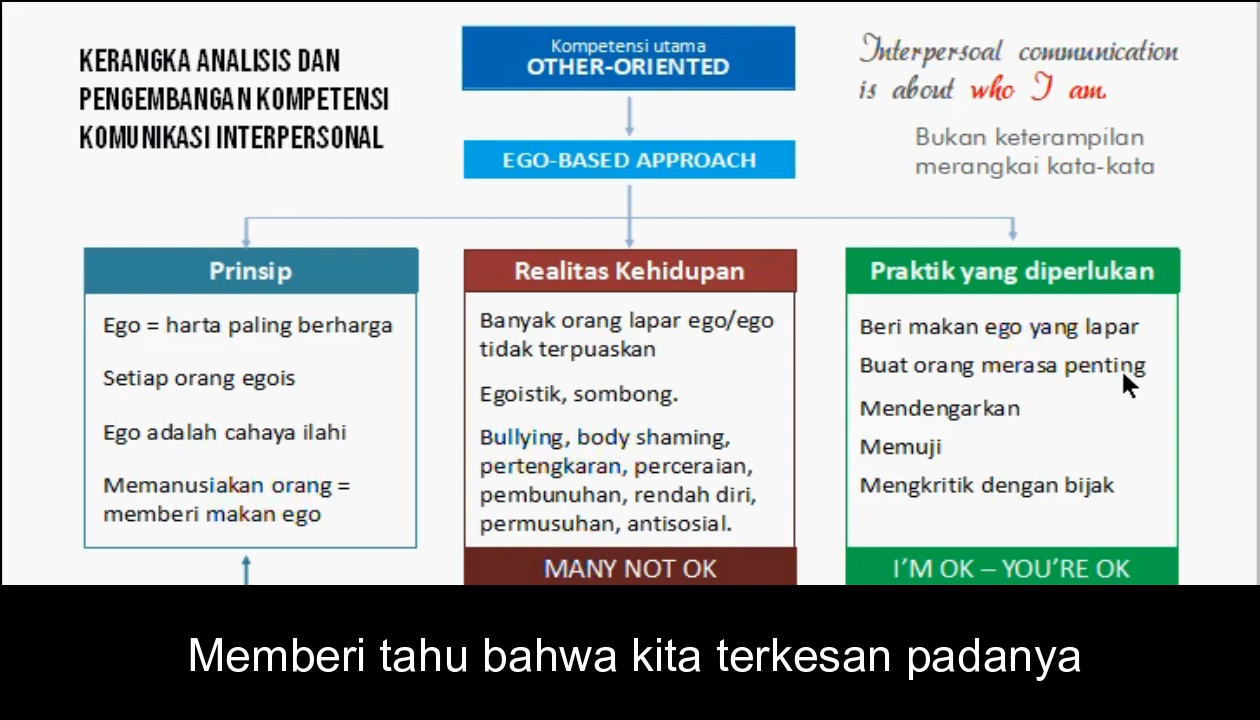 KERANGKA ANALISIS DAN
PENGEMBANGAN KOMPETENSI
KOMUNIKASI INTERPERSONAL
Kompetensi utama
OTHER-ORIENTED
EGO-BASED APPROACH
Interpersoal communication
is about who I am.
Bukan keterampilan
merangkai kata-kata
Prinsip
Ego = harta paling berharga
Setiap orang egois
Ego adalah cahaya ilahi
Memanusiakan orang =
memberi makan ego
Realitas Kehidupan
Banyak orang lapar ego/ego
tidak terpuaskan
Egoistik, sombong.
Bullying, body shaming,
pertengkaran, perceraian,
pembunuhan, rendah diri,
permusuhan, antisosial.
MANY NOT OK
Praktik yang diperlukan
Beri makan ego yang lapar
Buat orang merasa penting
Mendengarkan
Memuji
Mengkritik dengan bijak
I'M OK – YOU'RE OK
Memberi tahu bahwa kita terkesan padanya